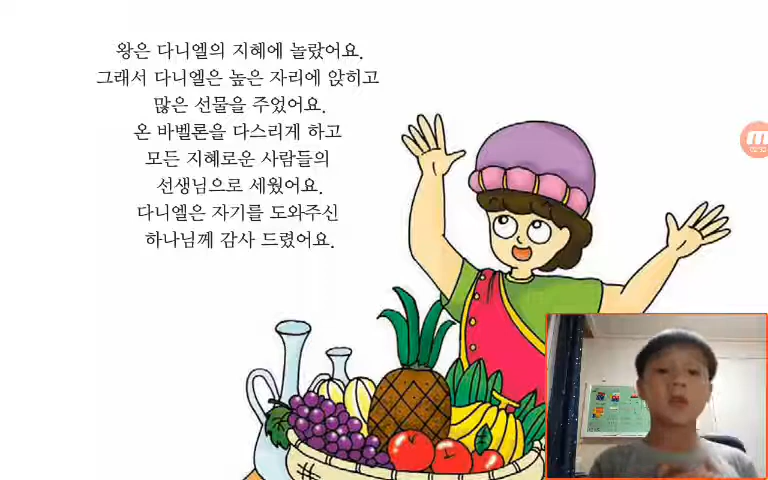 왕은 다니엘의 지혜에 놀랐어요.
그래서 다니엘은 높은 자리에 앉히고
많은 선물을 주었어요.
온 바벨론을 다스리게 하고
모든 지혜로운 사람들의
선생님으로 세웠어요.
다니엘은 자기를 도와주신
하나님께 감사 드렸어요.